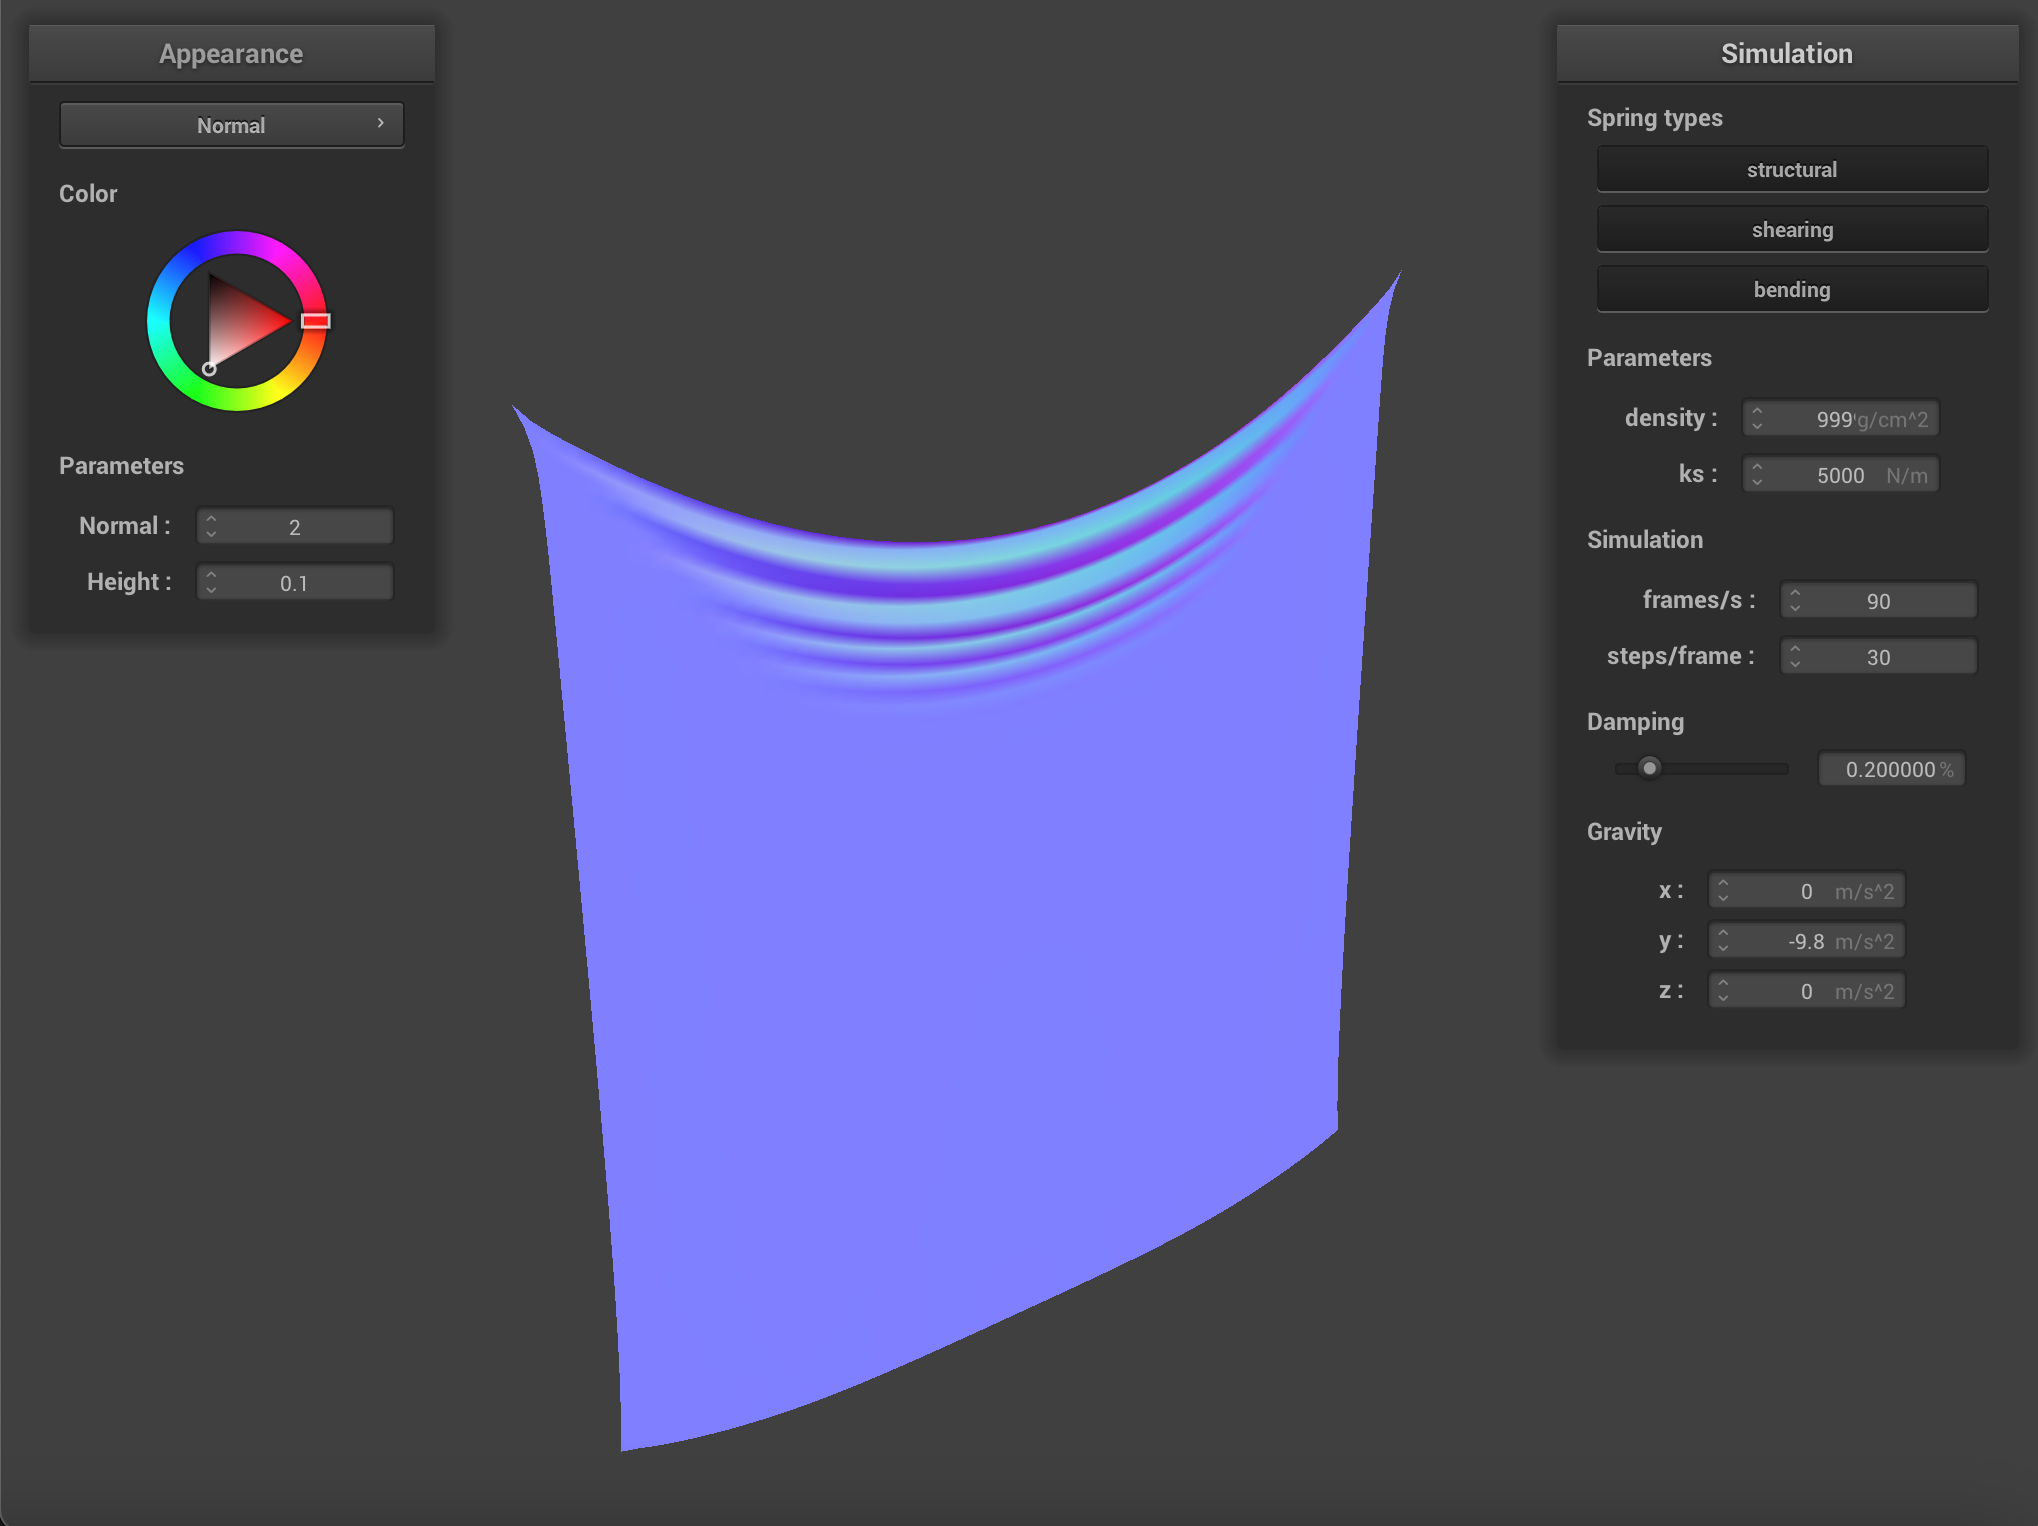 Appearance
Normal
Color
Parameters
Normal : 2
Height : 0.1
Simulation
Spring types
structural
shearing
bending
Parameters
density : 999 g/cm^2
ks : 5000 N/m
Simulation
frames/s : 90
steps/frame : 30
Damping
0.200000 %
Gravity
x : 0 m/s^2
y : -9.8 m/s^2
z : 0 m/s^2